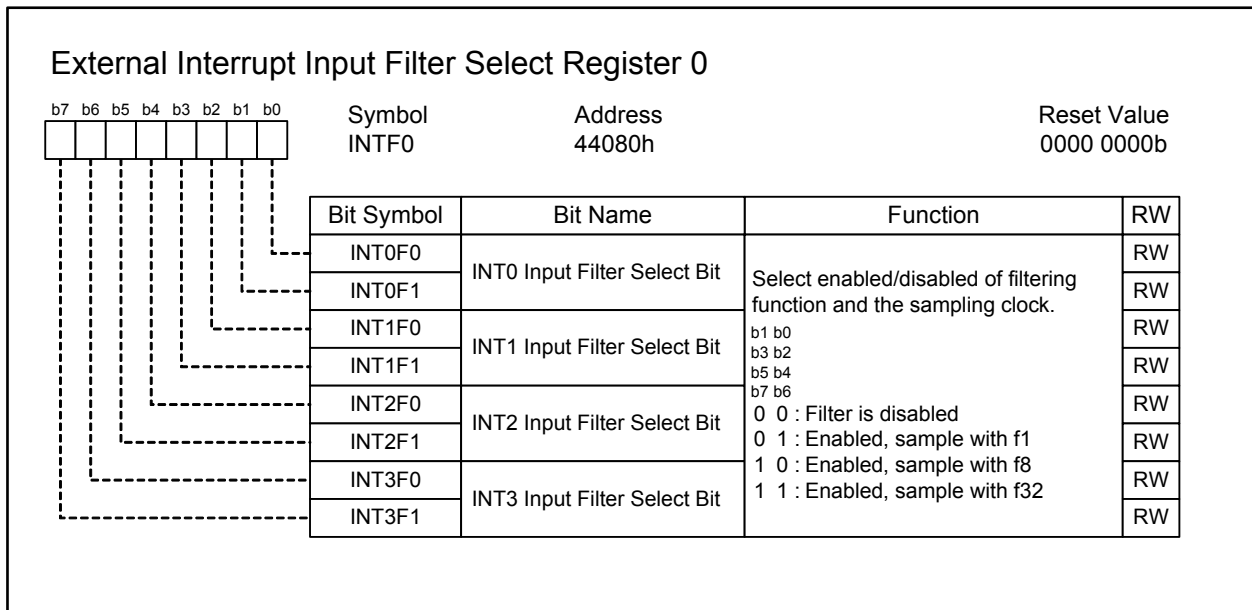 External Interrupt Input Filter Select Register 0
b7 b6 b5 b4 b3 b2 b1 b0
Symbol Address Reset Value
INTF0 44080h 0000 0000b
Bit Symbol Bit Name Function RW
INT0F0 INT0 Input Filter Select Bit RW
INT0F1 RW
INT1F0 INT1 Input Filter Select Bit RW
INT1F1 RW
INT2F0 INT2 Input Filter Select Bit RW
INT2F1 RW
INT3F0 INT3 Input Filter Select Bit RW
INT3F1 RW
Select enabled/disabled of filtering
function and the sampling clock.
b1 b0
b3 b2
b5 b4
b7 b6
0 0 : Filter is disabled
0 1 : Enabled, sample with f1
1 0 : Enabled, sample with f8
1 1 : Enabled, sample with f32